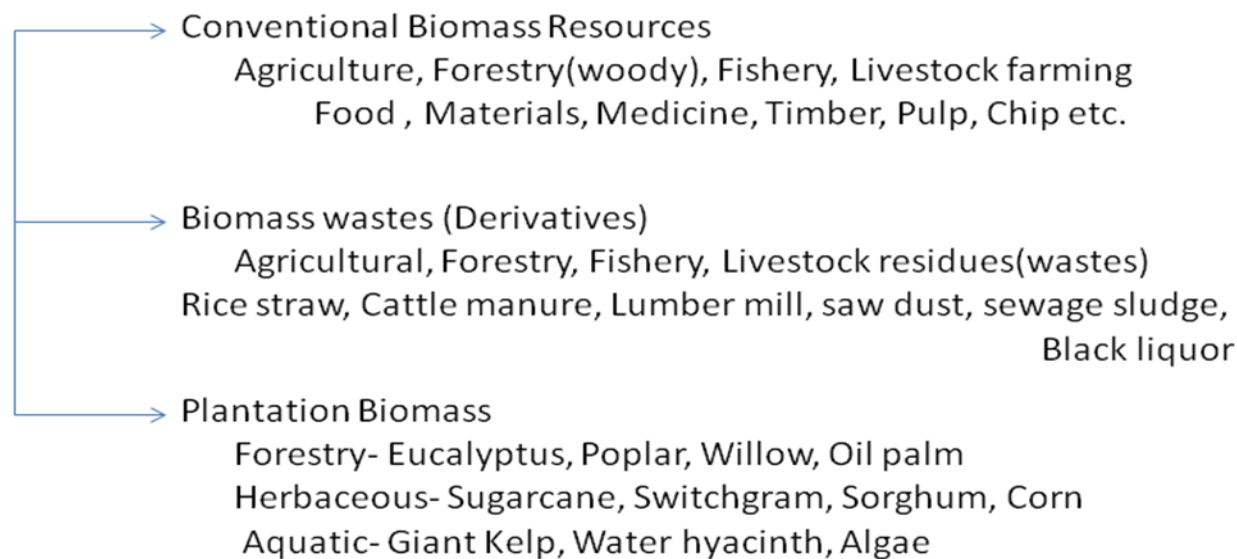 Conventional Biomass Resources
Agriculture, Forestry(woody), Fishery, Livestock farming
Food , Materials, Medicine, Timber, Pulp, Chip etc.
Biomass wastes (Derivatives)
Agricultural, Forestry, Fishery, Livestock residues(wastes)
Rice straw, Cattle manure, Lumber mill, saw dust, sewage sludge,
Black liquor
Plantation Biomass
Forestry- Eucalyptus, Poplar, Willow, Oil palm
Herbaceous- Sugarcane, Switchgram, Sorghum, Corn
Aquatic- Giant Kelp, Water hyacinth, Algae